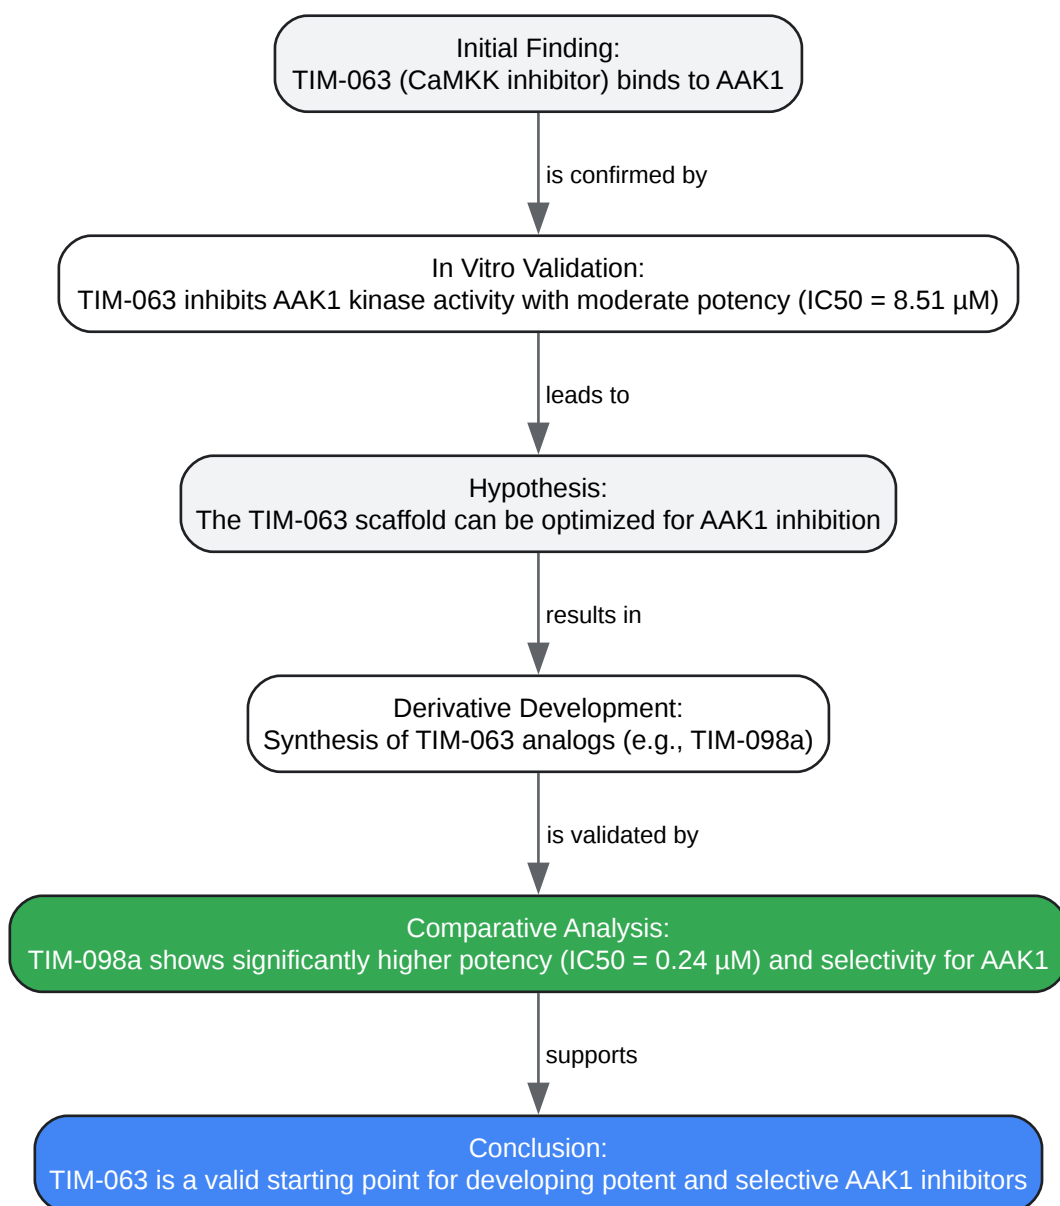 Initial Finding:
TIM-063 (CaMKK inhibitor) binds to AAK1
is confirmed by
In Vitro Validation:
TIM-063 inhibits AAK1 kinase activity with moderate potency (IC50 = 8.51 µM)
leads to
Hypothesis:
The TIM-063 scaffold can be optimized for AAK1 inhibition
results in
Derivative Development:
Synthesis of TIM-063 analogs (e.g., TIM-098a)
is validated by
Comparative Analysis:
TIM-098a shows significantly higher potency (IC50 = 0.24 µM) and selectivity for AAK1
supports
Conclusion:
TIM-063 is a valid starting point for developing potent and selective AAK1 inhibitors